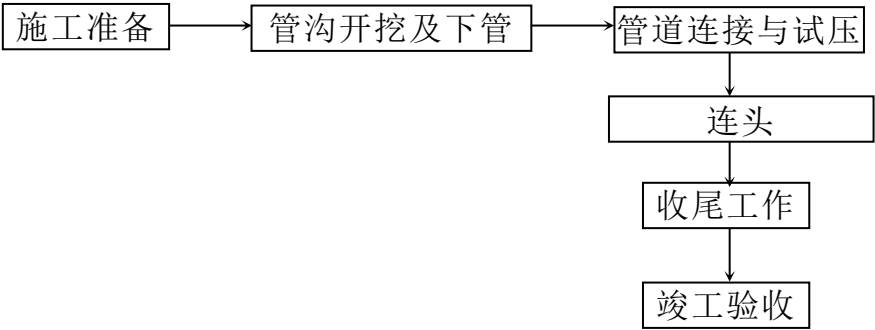 施工准备
管沟开挖及下管
管道连接与试压
连头
收尾工作
竣工验收